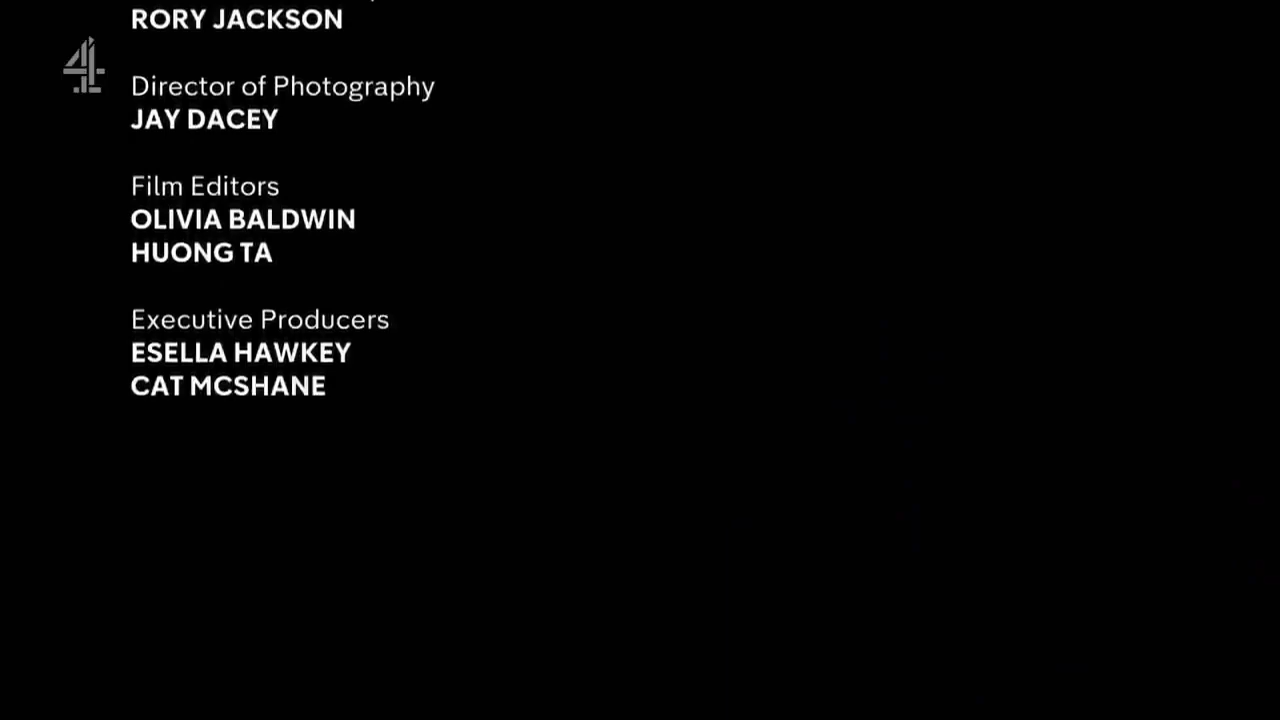 RORY JACKSON
4
Director of Photography
JAY DACEY
Film Editors
OLIVIA BALDWIN
HUONG TA
Executive Producers
ESELLA HAWKEY
CAT MCSHANE